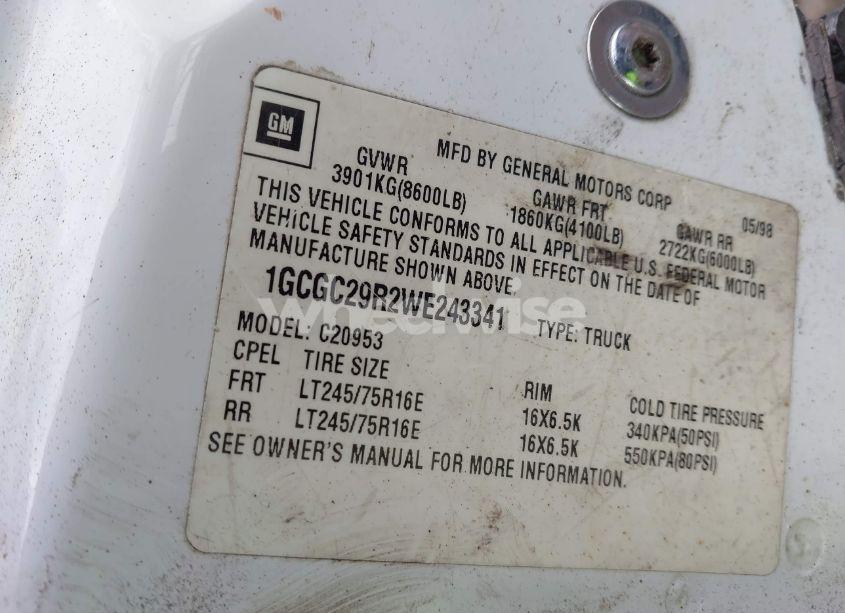 GM
MFD BY GENERAL MOTORS CORP 05/98
GVWR GAWR FRT GAWR RR
3901KG(8600LB) 1860KG(4100LB) 2722KG(6000LB)
THIS VEHICLE CONFORMS TO ALL APPLICABLE U.S. FEDERAL MOTOR
VEHICLE SAFETY STANDARDS IN EFFECT ON THE DATE OF
MANUFACTURE SHOWN ABOVE.
1GCGC29R2WE243341 TYPE: TRUCK
wheelwise
MODEL: C20953
CPEL TIRE SIZE RIM COLD TIRE PRESSURE
FRT LT245/75R16E 16X6.5K 340KPA(50PSI)
RR LT245/75R16E 16X6.5K 550KPA(80PSI)
SEE OWNER'S MANUAL FOR MORE INFORMATION.